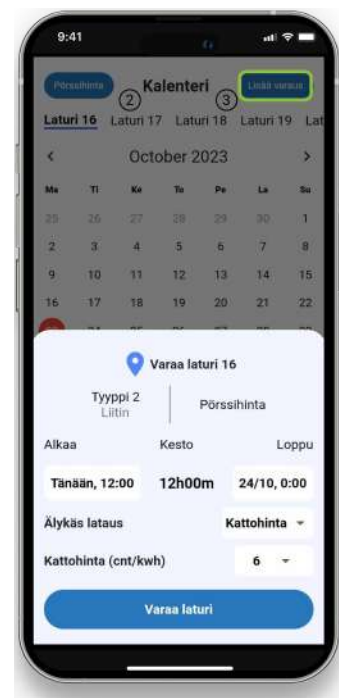 9:41
Pörssihinta
Kalenteri
Lisää varaus
2
3
Laturi 16 Laturi 17 Laturi 18 Laturi 19 Lat
October 2023
Ma Ti Ke To Pe La Su
25 26 27 28 29 30 1
2 3 4 5 6 7 8
9 10 11 12 13 14 15
16 17 18 19 20 21 22
Varaa laturi 16
Tyyppi 2
Liitin
Pörssihinta
Alkaa Kesto Loppu
Tänään, 12:00 12h00m 24/10, 0:00
Älykäs lataus Kattohinta
Kattohinta (cnt/kwh) 6
Varaa laturi